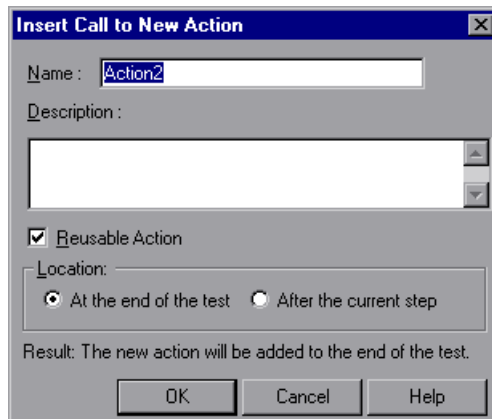 Insert Call to New Action
Name : Action2
Description :
Reusable Action
Location:
At the end of the test After the current step
Result: The new action will be added to the end of the test.
OK Cancel Help